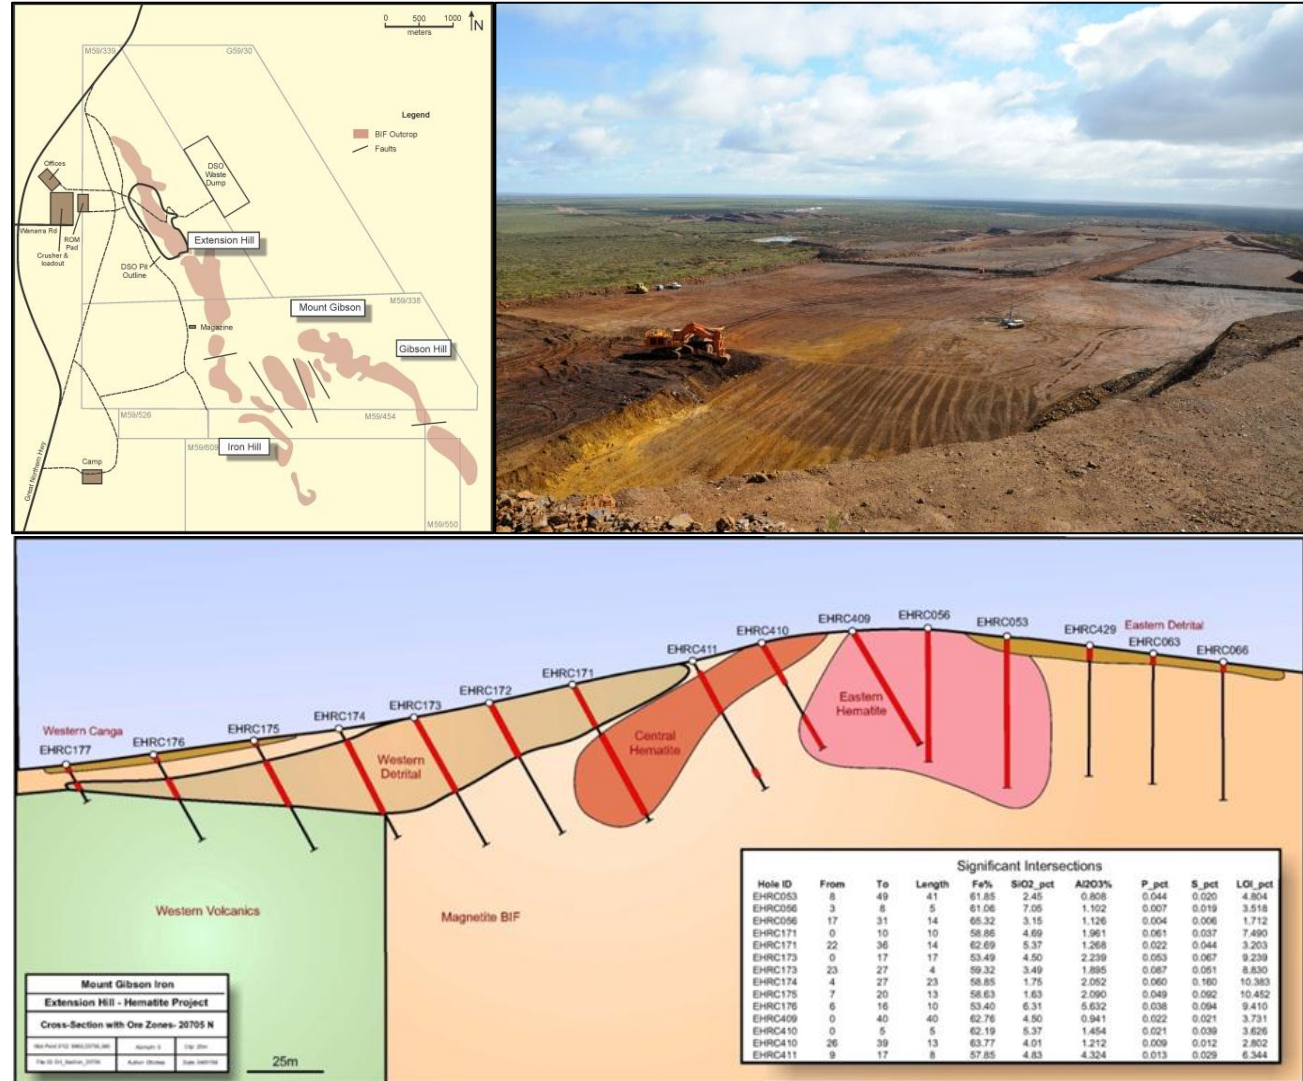 0 500 1000
meters
N
M59/339
G59/30
Legend
BIF Outcrop
Faults
DSO
Waste
Dump
Offices
Wanarra Rd
ROM
Pad
Crusher &
loadout
Extension Hill
DSO Pit
Outline
Mount Gibson
M59/338
Magazine
Gibson Hill
M59/526
M59/454
M59/609
Iron Hill
Camp
Great Northern Hwy
M59/550
EHRC409
EHRC056
EHRC053
EHRC410
EHRC429
Eastern Detrital
EHRC063
EHRC411
EHRC066
EHRC171
EHRC172
EHRC173
EHRC174
EHRC175
Western Canga
EHRC176
EHRC177
Eastern
Hematite
Central
Hematite
Western
Detrital
Western Volcanics
Magnetite BIF
Significant Intersections
Hole ID From To Length Fe% SiO2_pct Al2O3% P_pct S_pct LOI_pct
EHRC053 8 49 41 61.85 2.45 0.808 0.044 0.020 4.804
EHRC056 3 8 5 61.06 7.05 1.102 0.007 0.019 3.518
EHRC056 17 31 14 65.32 3.15 1.126 0.004 0.006 1.712
EHRC171 0 10 10 58.86 4.69 1.961 0.061 0.037 7.490
EHRC171 22 36 14 62.69 5.37 1.268 0.022 0.044 3.203
EHRC173 0 17 17 53.49 4.50 2.239 0.053 0.067 9.239
EHRC173 23 27 4 59.32 3.49 1.895 0.087 0.051 8.830
EHRC174 4 27 23 58.85 1.75 2.052 0.060 0.160 10.383
EHRC175 7 20 13 58.63 1.63 2.090 0.049 0.092 10.452
EHRC176 6 16 10 53.40 6.31 5.632 0.038 0.094 9.410
EHRC409 0 40 40 62.76 4.50 0.941 0.022 0.021 3.731
EHRC410 0 5 5 62.19 5.37 1.454 0.021 0.039 3.626
EHRC410 26 39 13 63.77 4.01 1.212 0.009 0.012 2.802
EHRC411 9 17 8 57.85 4.83 4.324 0.013 0.029 6.344
Mount Gibson Iron
Extension Hill - Hematite Project
Cross-Section with Ore Zones- 20705 N
25m